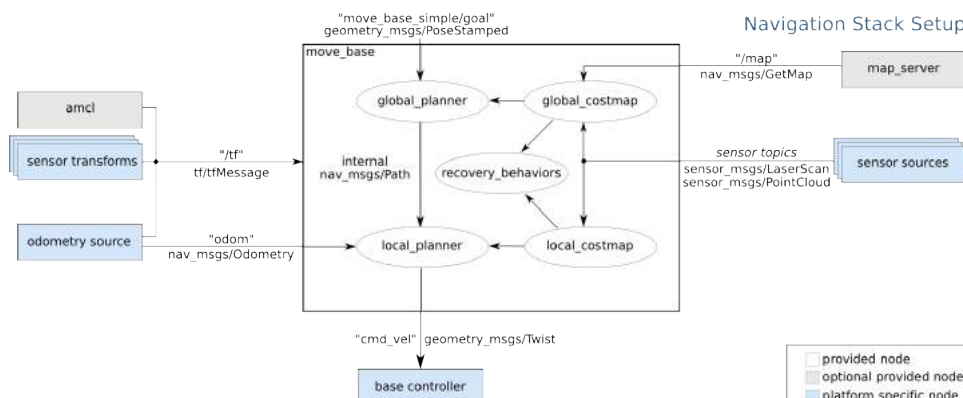 Navigation Stack Setup
"move_base_simple/goal"
geometry_msgs/PoseStamped
move_base
"/map"
nav_msgs/GetMap
map_server
amcl
global_planner
global_costmap
sensor transforms
"/tf"
tf/tfMessage
internal
nav_msgs/Path
recovery_behaviors
sensor topics
sensor_msgs/LaserScan
sensor_msgs/PointCloud
sensor sources
odometry source
"odom"
nav_msgs/Odometry
local_planner
local_costmap
"cmd_vel"
geometry_msgs/Twist
base controller
provided node
optional provided node
platform specific node